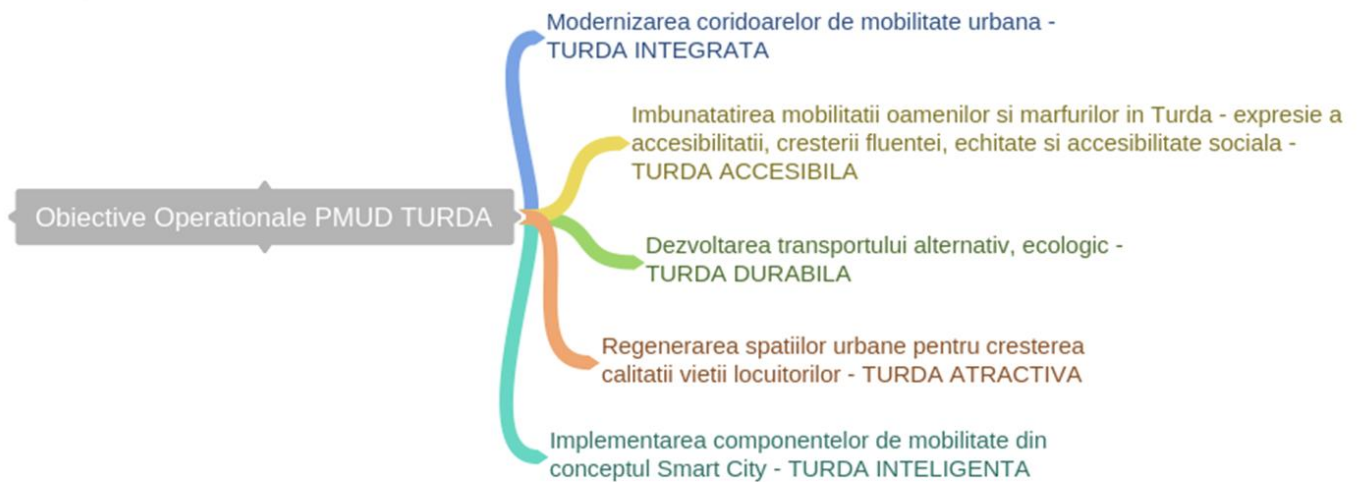 Modernizarea coridoarelor de mobilitate urbana -
TURDA INTEGRATA
Imbunatatirea mobilitatii oamenilor si marfurilor in Turda - expresie a
accesibilitatii, cresterii fluentei, echitate si accesibilitate sociala -
TURDA ACCESIBILA
Obiective Operationale PMUD TURDA
Dezvoltarea transportului alternativ, ecologic -
TURDA DURABILA
Regenerarea spatiilor urbane pentru cresterea
calitatii vietii locuitorilor - TURDA ATRACTIVA
Implementarea componentelor de mobilitate din
conceptul Smart City - TURDA INTELIGENTA